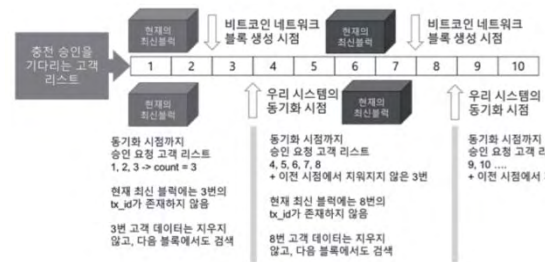 충전 승인을
기다리는 고객
리스트
현재의
최신블럭
비트코인 네트워크
블록 생성 시점
현재의
최신블럭
비트코인 네트워크
블록 생성 시점
1 2 3 4 5 6 7 8 9 10
현재의
최신블럭
우리 시스템의
동기화 시점
현재의
최신블럭
우리 시스템의
동기화 시점
동기화 시점까지
승인 요청 고객 리스트
1, 2, 3 -> count = 3
현재 최신 블럭에는 3번의
tx_id가 존재하지 않음
3번 고객 데이터는 지우지
않고, 다음 블록에서도 검색
동기화 시점까지
승인 요청 고객 리스트
4, 5, 6, 7, 8
+ 이전 시점에서 지워지지 않은 3번
현재 최신 블럭에는 8번의
tx_id가 존재하지 않음
8번 고객 데이터는 지우지
않고, 다음 블록에서도 검색
동기화 시점까지
승인 요청 고객
9, 10 ....
+ 이전 시점에서